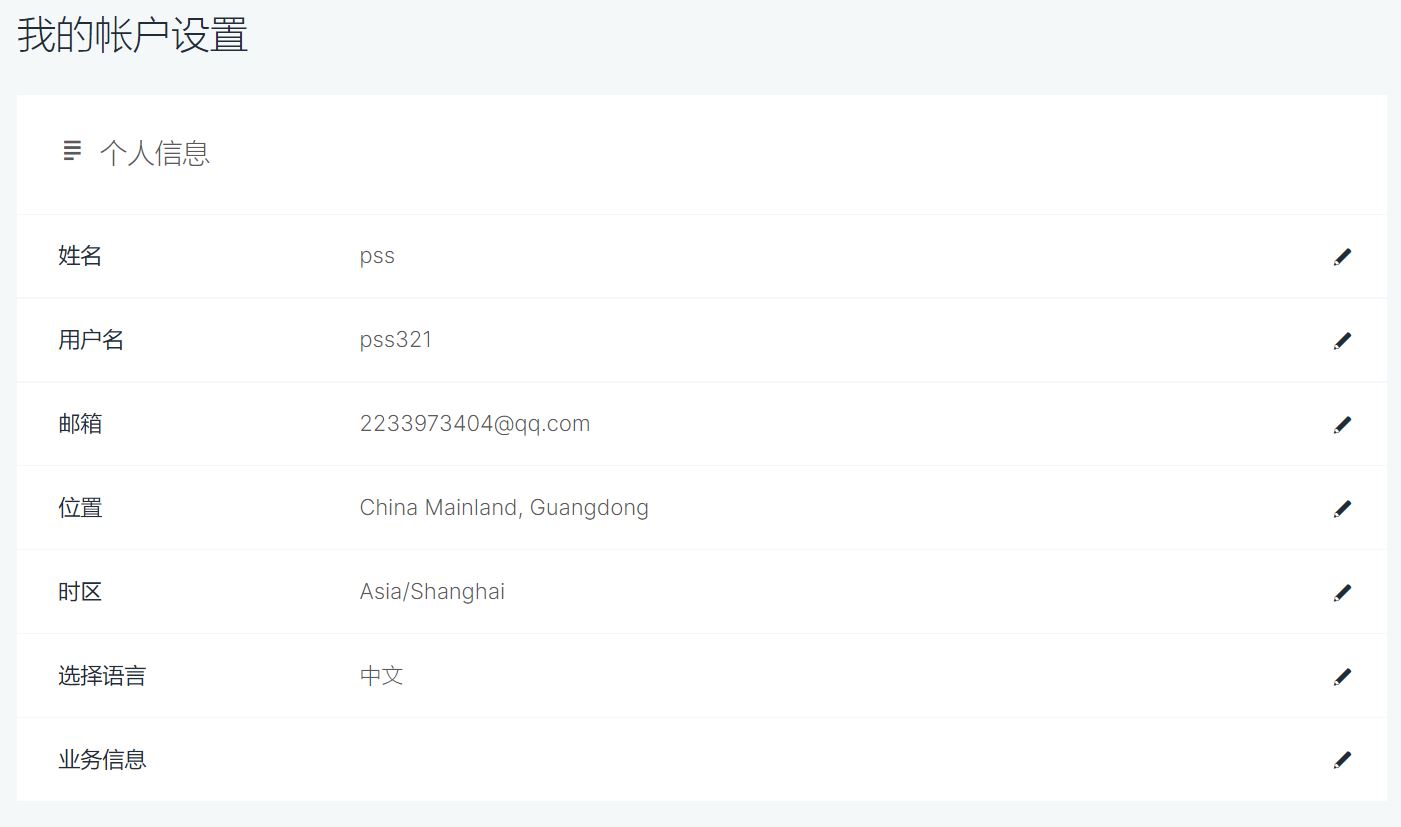 我的帐户设置
个人信息
姓名 pss
用户名 pss321
邮箱 2233973404@qq.com
位置 China Mainland, Guangdong
时区 Asia/Shanghai
选择语言 中文
业务信息